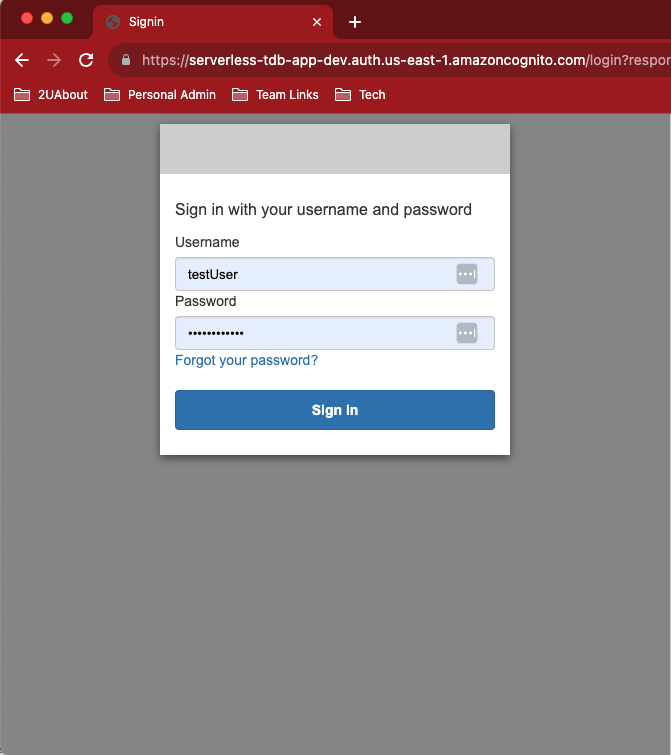 Signin
https://serverless-tdb-app-dev.auth.us-east-1.amazoncognito.com/login?respor
2UAbout Personal Admin Team Links Tech
Sign in with your username and password
Username
testUser
Password
••••••••••••
Forgot your password?
Sign in